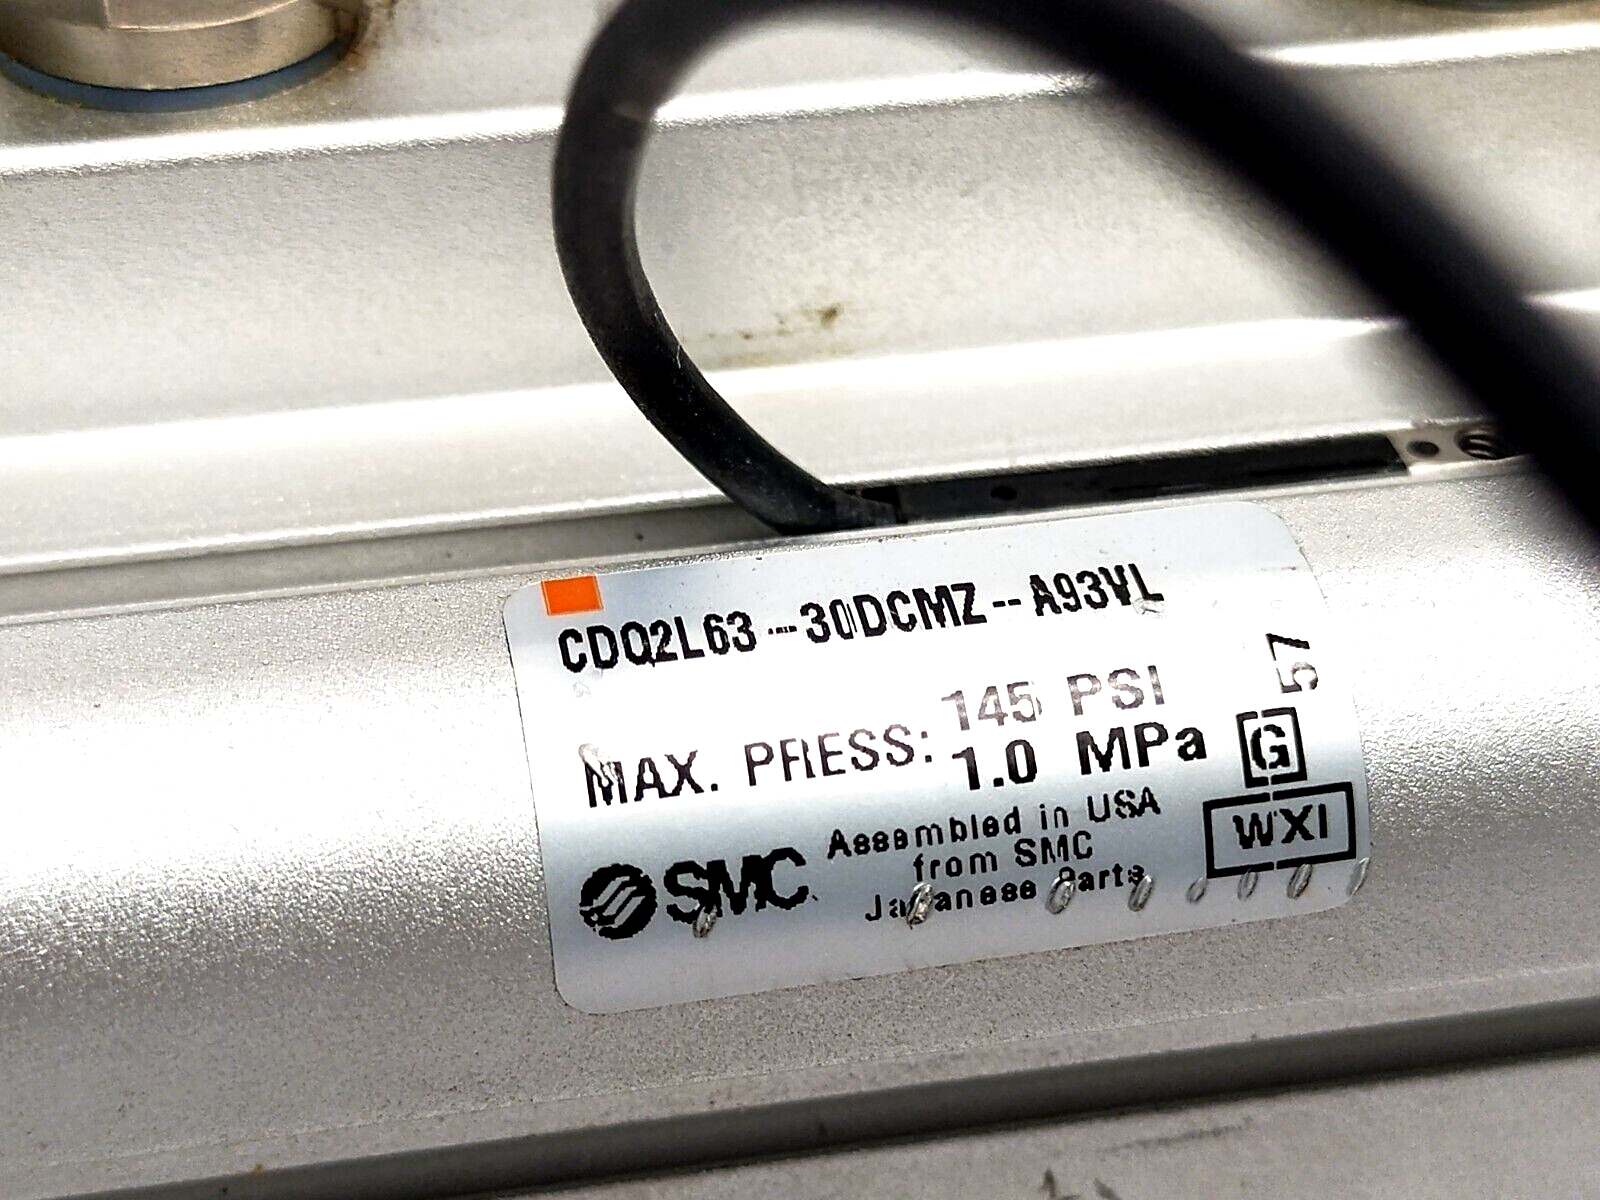 CDQ2L63-300DCMZ-A93VL
MAX. PRESS: 145 PSI
1.0 MPa
57
G
WXI
SMC
Assembled in USA
from SMC
Japanese Parts